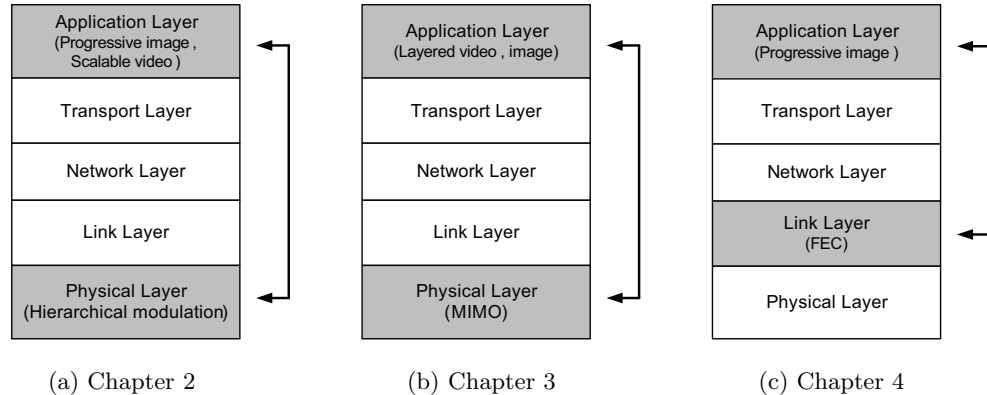 Application Layer
(Progressive image ,
Scalable video )
Transport Layer
Network Layer
Link Layer
Physical Layer
(Hierarchical modulation)
(a) Chapter 2
Application Layer
(Layered video , image)
Transport Layer
Network Layer
Link Layer
Physical Layer
(MIMO)
(b) Chapter 3
Application Layer
(Progressive image )
Transport Layer
Network Layer
Link Layer
(FEC)
Physical Layer
(c) Chapter 4